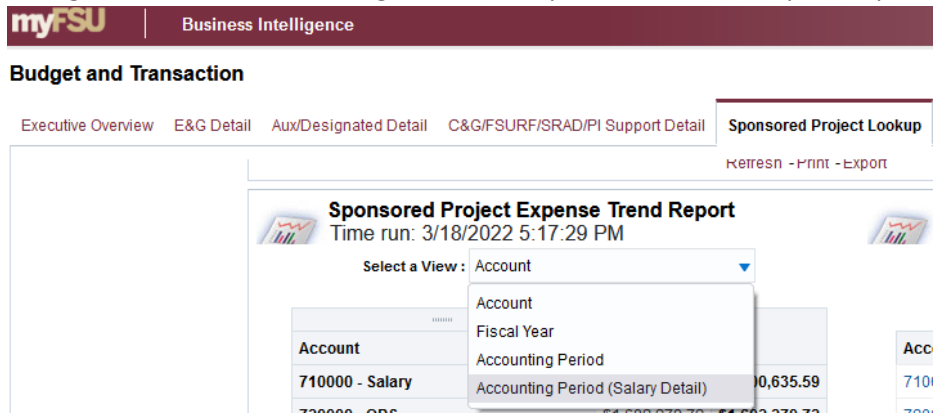 myFSU Business Intelligence
Budget and Transaction
Executive Overview E&G Detail Aux/Designated Detail C&G/FSURF/SRAD/PI Support Detail Sponsored Project Lookup
Refresh - Print - Export
Sponsored Project Expense Trend Report
Time run: 3/18/2022 5:17:29 PM
Select a View : Account
Account
Fiscal Year
Accounting Period
Accounting Period (Salary Detail)
Account
710000 - Salary